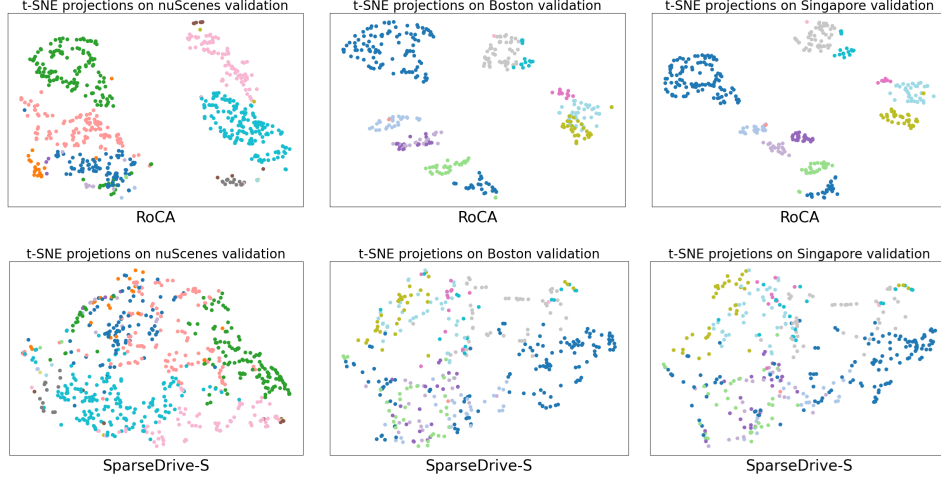 t-SNE projections on nuScenes validation
t-SNE projections on Boston validation
t-SNE projections on Singapore validation
RoCA
RoCA
RoCA
t-SNE projetions on nuScenes validation
t-SNE projetions on Boston validation
t-SNE projetions on Singapore validation
SparseDrive-S
SparseDrive-S
SparseDrive-S